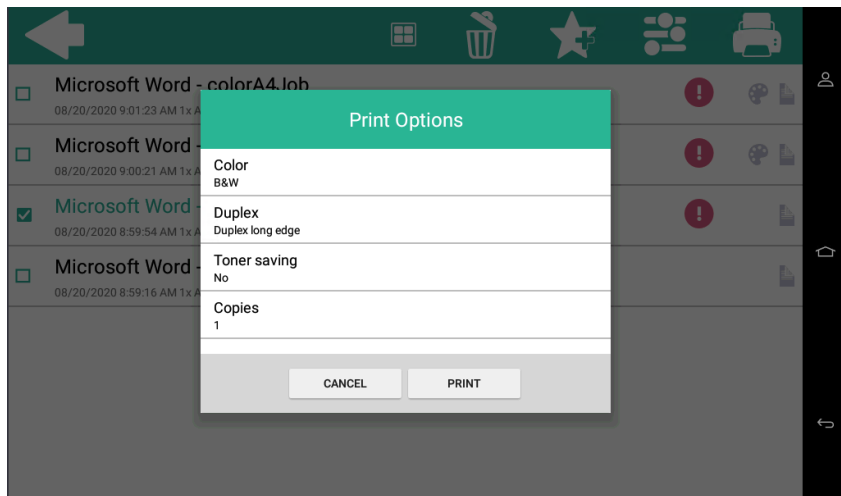 Microsoft Word - colorA4Job
08/20/2020 9:01:23 AM 1x A
Microsoft Word -
08/20/2020 9:00:21 AM 1x A
Microsoft Word -
08/20/2020 8:59:54 AM 1x A
Microsoft Word -
08/20/2020 8:59:16 AM 1x A
Print Options
Color
B&W
Duplex
Duplex long edge
Toner saving
No
Copies
1
CANCEL
PRINT